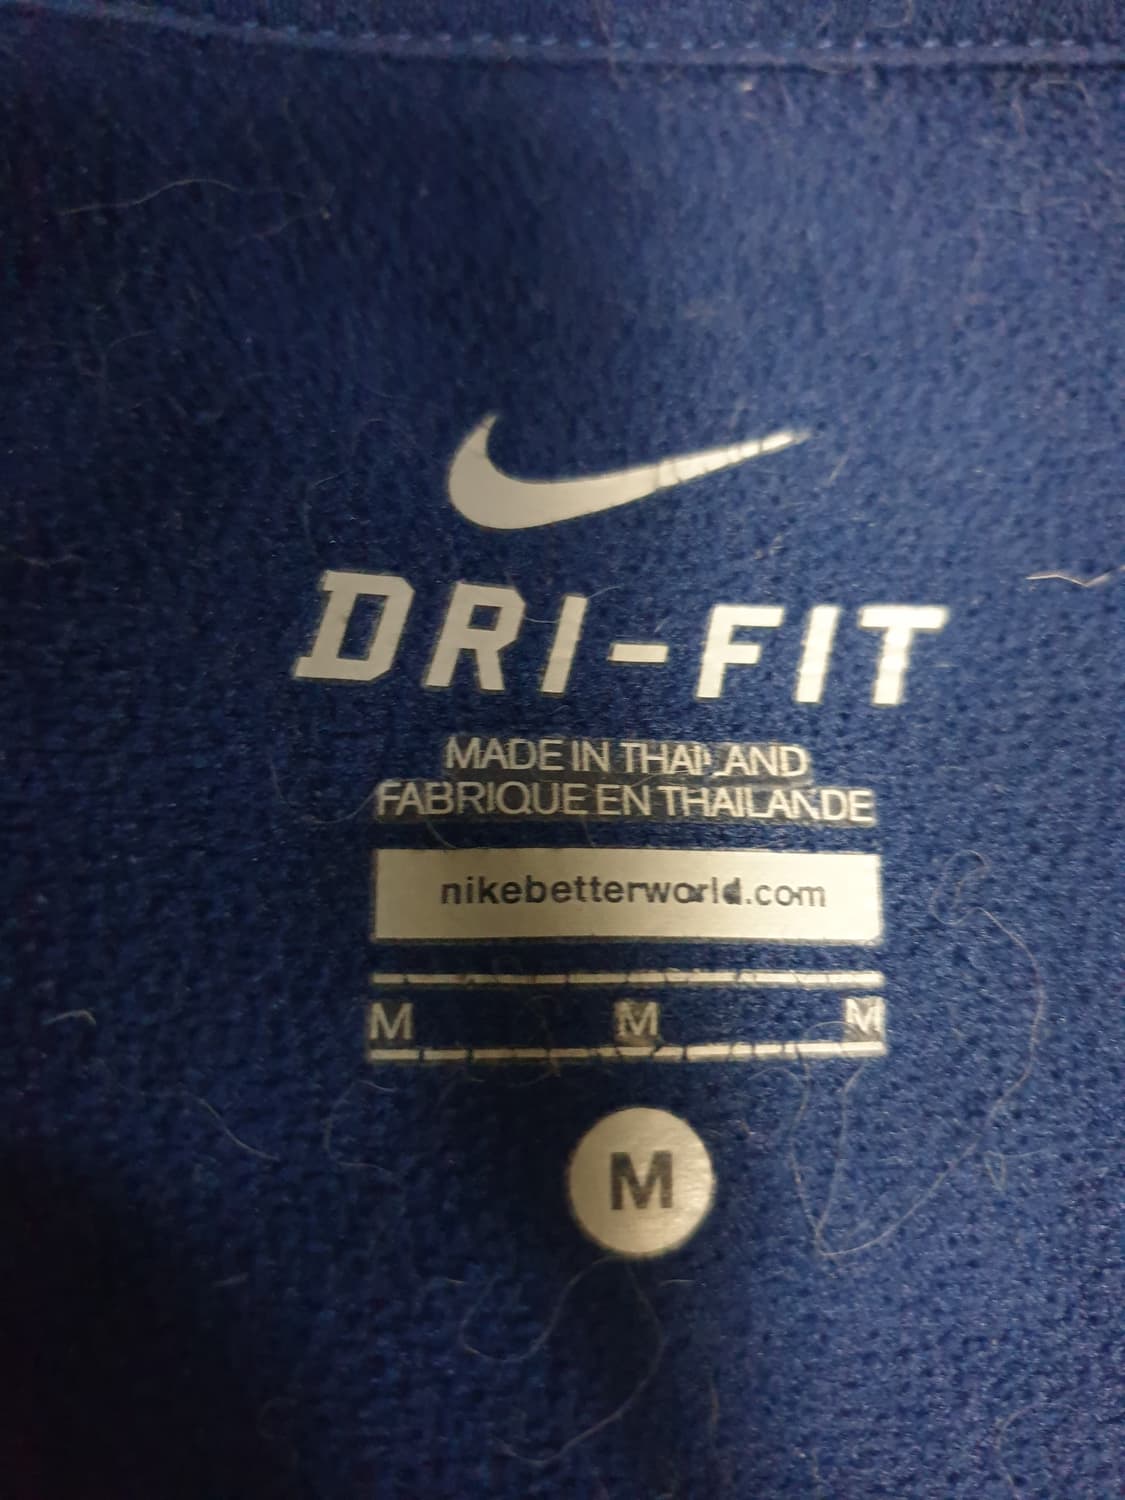 DRI-FIT
MADE IN THAILAND
FABRIQUE EN THAILANDE
nikebetterworld.com
M M M
M